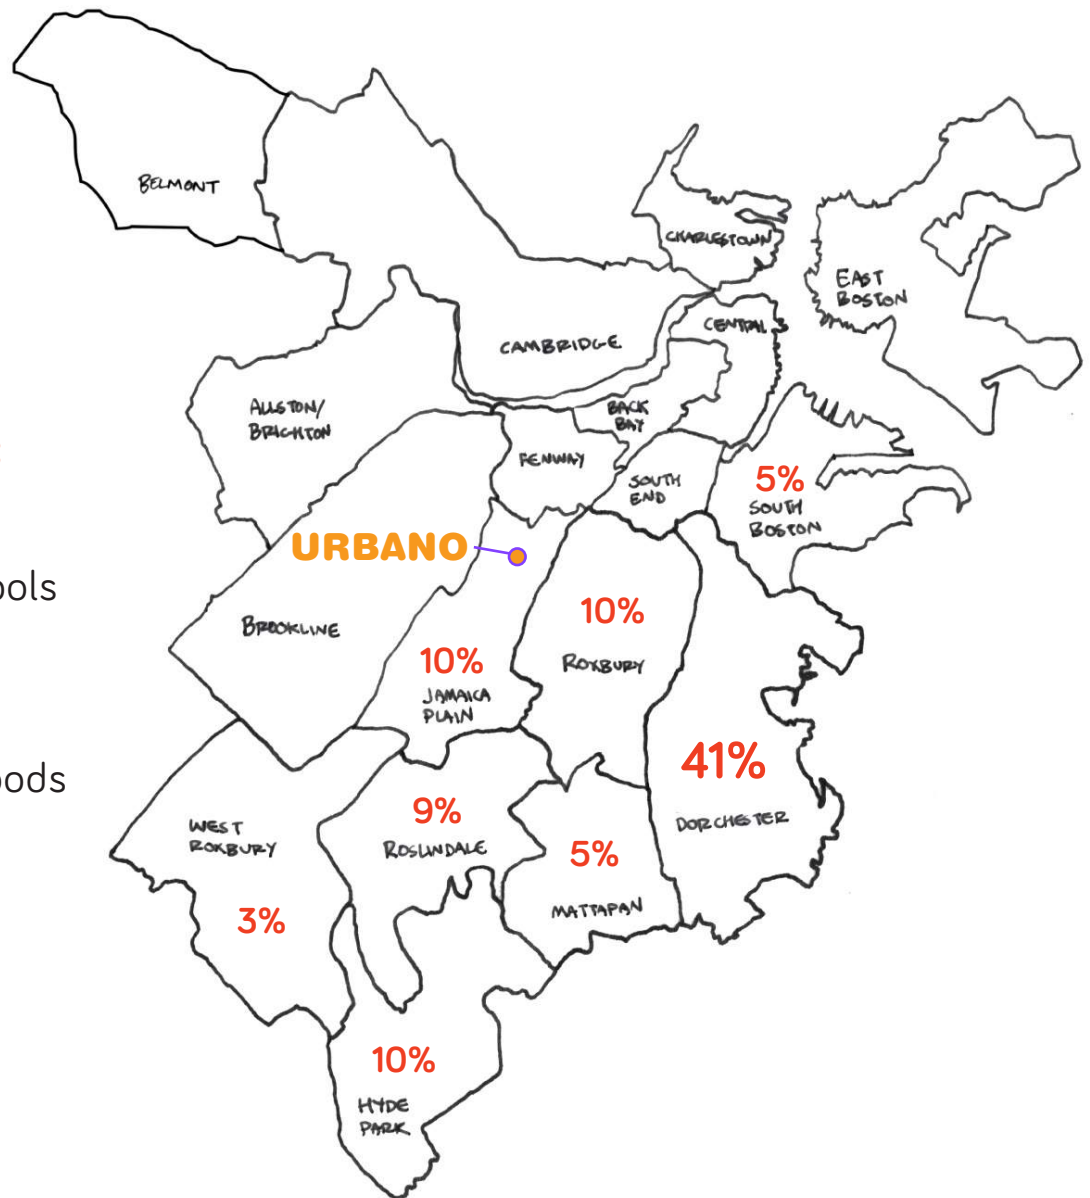 BELMONT
CHARLESTOWN
EAST
BOSTON
CENTRAL
CAMBRIDGE
ALLSTON/
BRIGHTON
BACK
BAY
FENWAY
SOUTH
END
5%
SOUTH
BOSTON
URBANO
ools
BROOKLINE
10%
ROXBURY
10%
JAMAICA
PLAIN
oods
41%
DORCHESTER
9%
ROSLINDALE
WEST
ROXBURY
3%
5%
MATTAPAN
10%
HYDE
PARK